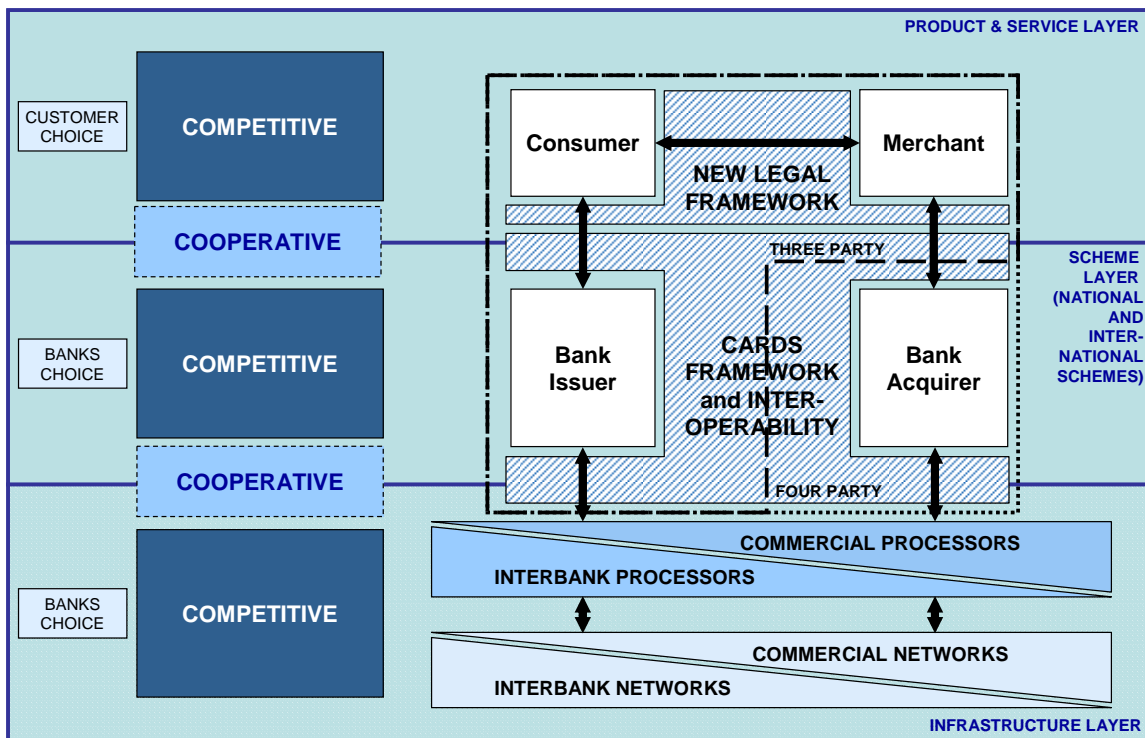 PRODUCT & SERVICE LAYER
CUSTOMER
CHOICE
COMPETITIVE
Consumer
Merchant
NEW LEGAL
FRAMEWORK
COOPERATIVE
THREE PARTY
SCHEME
LAYER
(NATIONAL
AND
INTER-
NATIONAL
SCHEMES)
BANKS
CHOICE
COMPETITIVE
Bank
Issuer
CARDS
FRAMEWORK
and INTER-
OPERABILITY
Bank
Acquirer
COOPERATIVE
FOUR PARTY
BANKS
CHOICE
COMPETITIVE
COMMERCIAL PROCESSORS
INTERBANK PROCESSORS
COMMERCIAL NETWORKS
INTERBANK NETWORKS
INFRASTRUCTURE LAYER